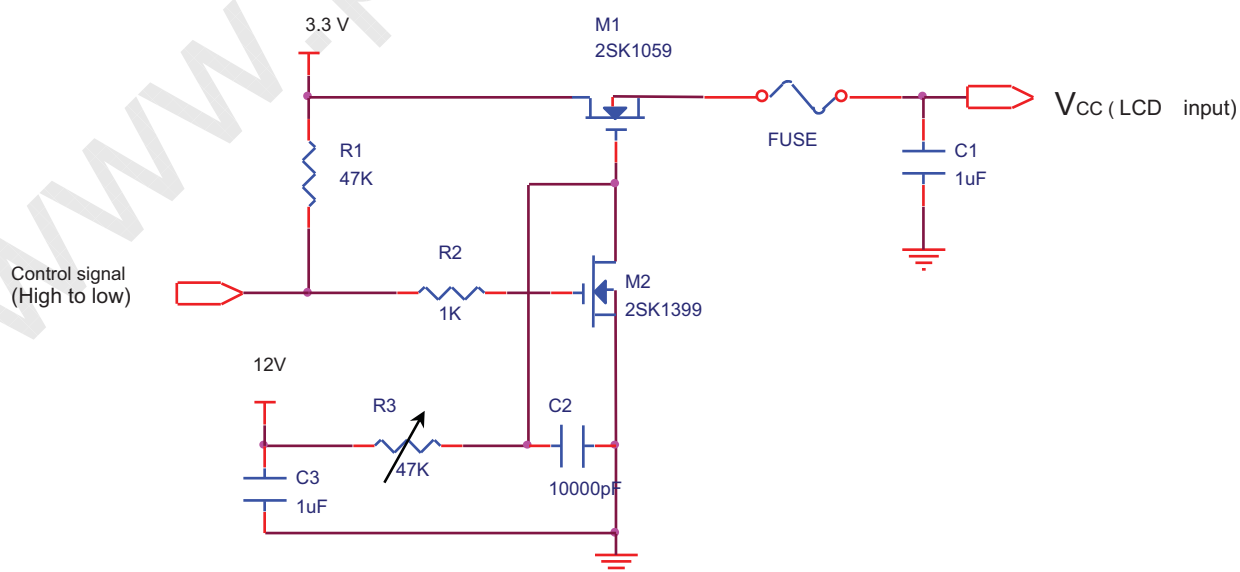 www.p
3.3 V
M1
2SK1059
FUSE
VCC ( LCD input)
R1
47K
C1
1uF
R2
1K
Control signal
(High to low)
M2
2SK1399
12V
R3
47K
C2
10000pF
C3
1uF